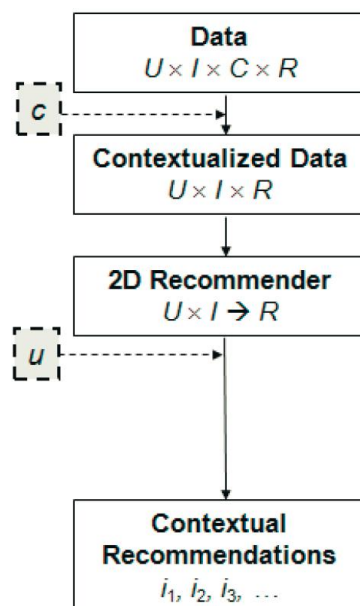 Data
U × I × C × R
c
Contextualized Data
U × I × R
2D Recommender
U × I → R
u
Contextual
Recommendations
i₁, i₂, i₃, …